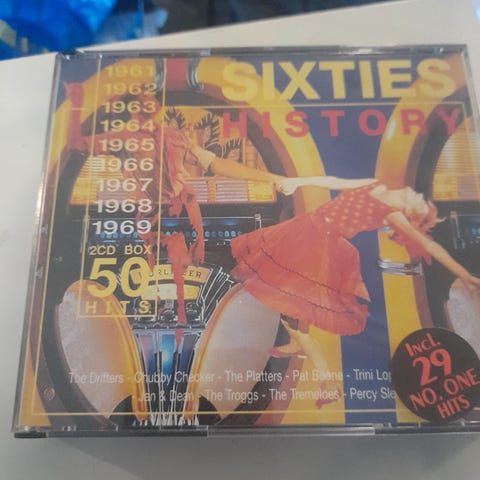 SIXTIES
HISTORY
1961
1962
1963
1964
1965
1966
1967
1968
1969
2CD BOX
50
HITS
The Drifters - Chubby Checker - The Platters - Pat Boone - Trini Lop
- Jan & Dean - The Troggs - The Tremeloes - Percy Sle
Incl.
29
NO. ONE
HITS